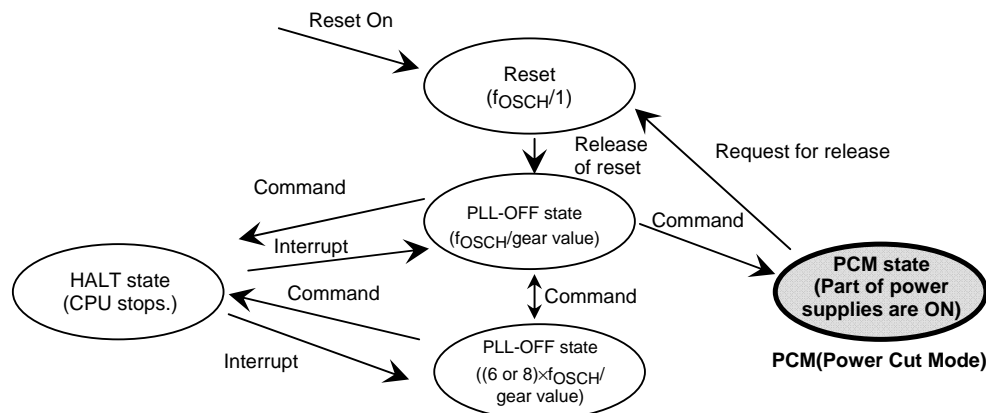 Reset On
Reset
(fOSCH/1)
Release
of reset
Request for release
Command
PLL-OFF state
(fOSCH/gear value)
Command
Interrupt
HALT state
(CPU stops.)
Command
Command
PCM state
(Part of power
supplies are ON)
Interrupt
PLL-OFF state
((6 or 8)×fOSCH/
gear value)
PCM(Power Cut Mode)